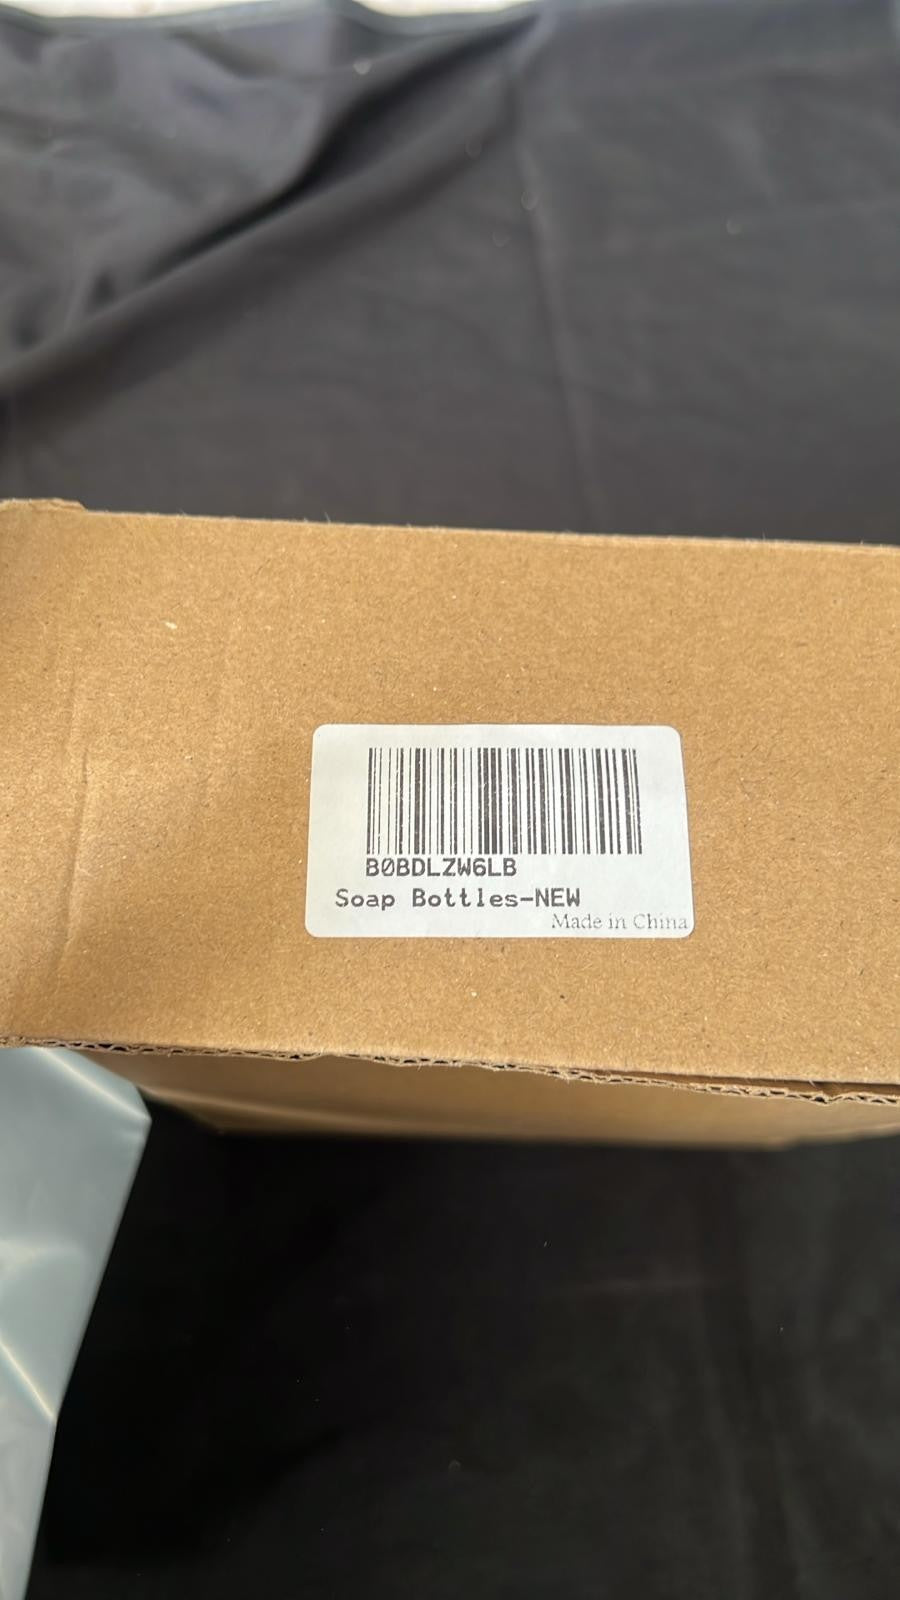 B0BDLZW6LB
Soap Bottles-NEW
Made in China